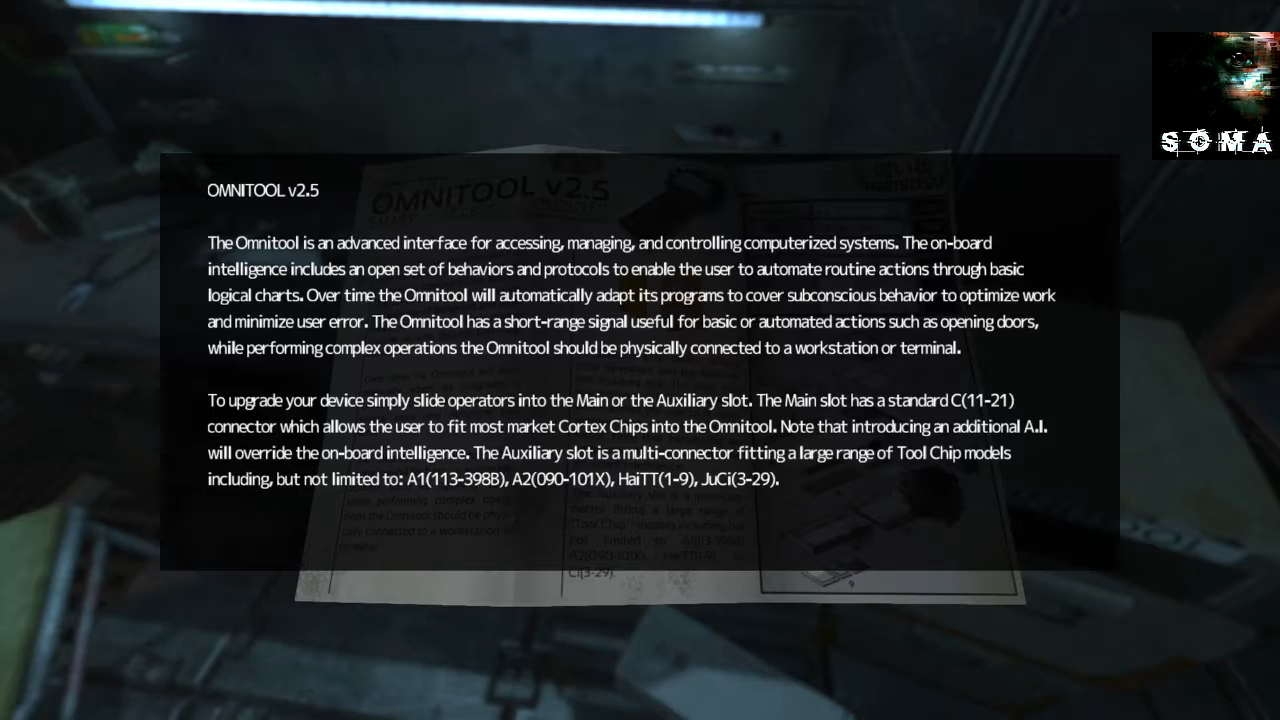 SOMA
OMNITOOL v2.5
OMNITOOL v2.5
The Omnitool is an advanced interface for accessing, managing, and controlling computerized systems. The on-board
intelligence includes an open set of behaviors and protocols to enable the user to automate routine actions through basic
logical charts. Over time the Omnitool will automatically adapt its programs to cover subconscious behavior to optimize work
and minimize user error. The Omnitool has a short-range signal useful for basic or automated actions such as opening doors,
while performing complex operations the Omnitool should be physically connected to a workstation or terminal.
To upgrade your device simply slide operators into the Main or the Auxiliary slot. The Main slot has a standard C(11-21)
connector which allows the user to fit most market Cortex Chips into the Omnitool. Note that introducing an additional A.I.
will override the on-board intelligence. The Auxiliary slot is a multi-connector fitting a large range of Tool Chip models
including, but not limited to: A1(113-398B), A2(090-101X), HaiTT(1-9), JuCi(3-29).